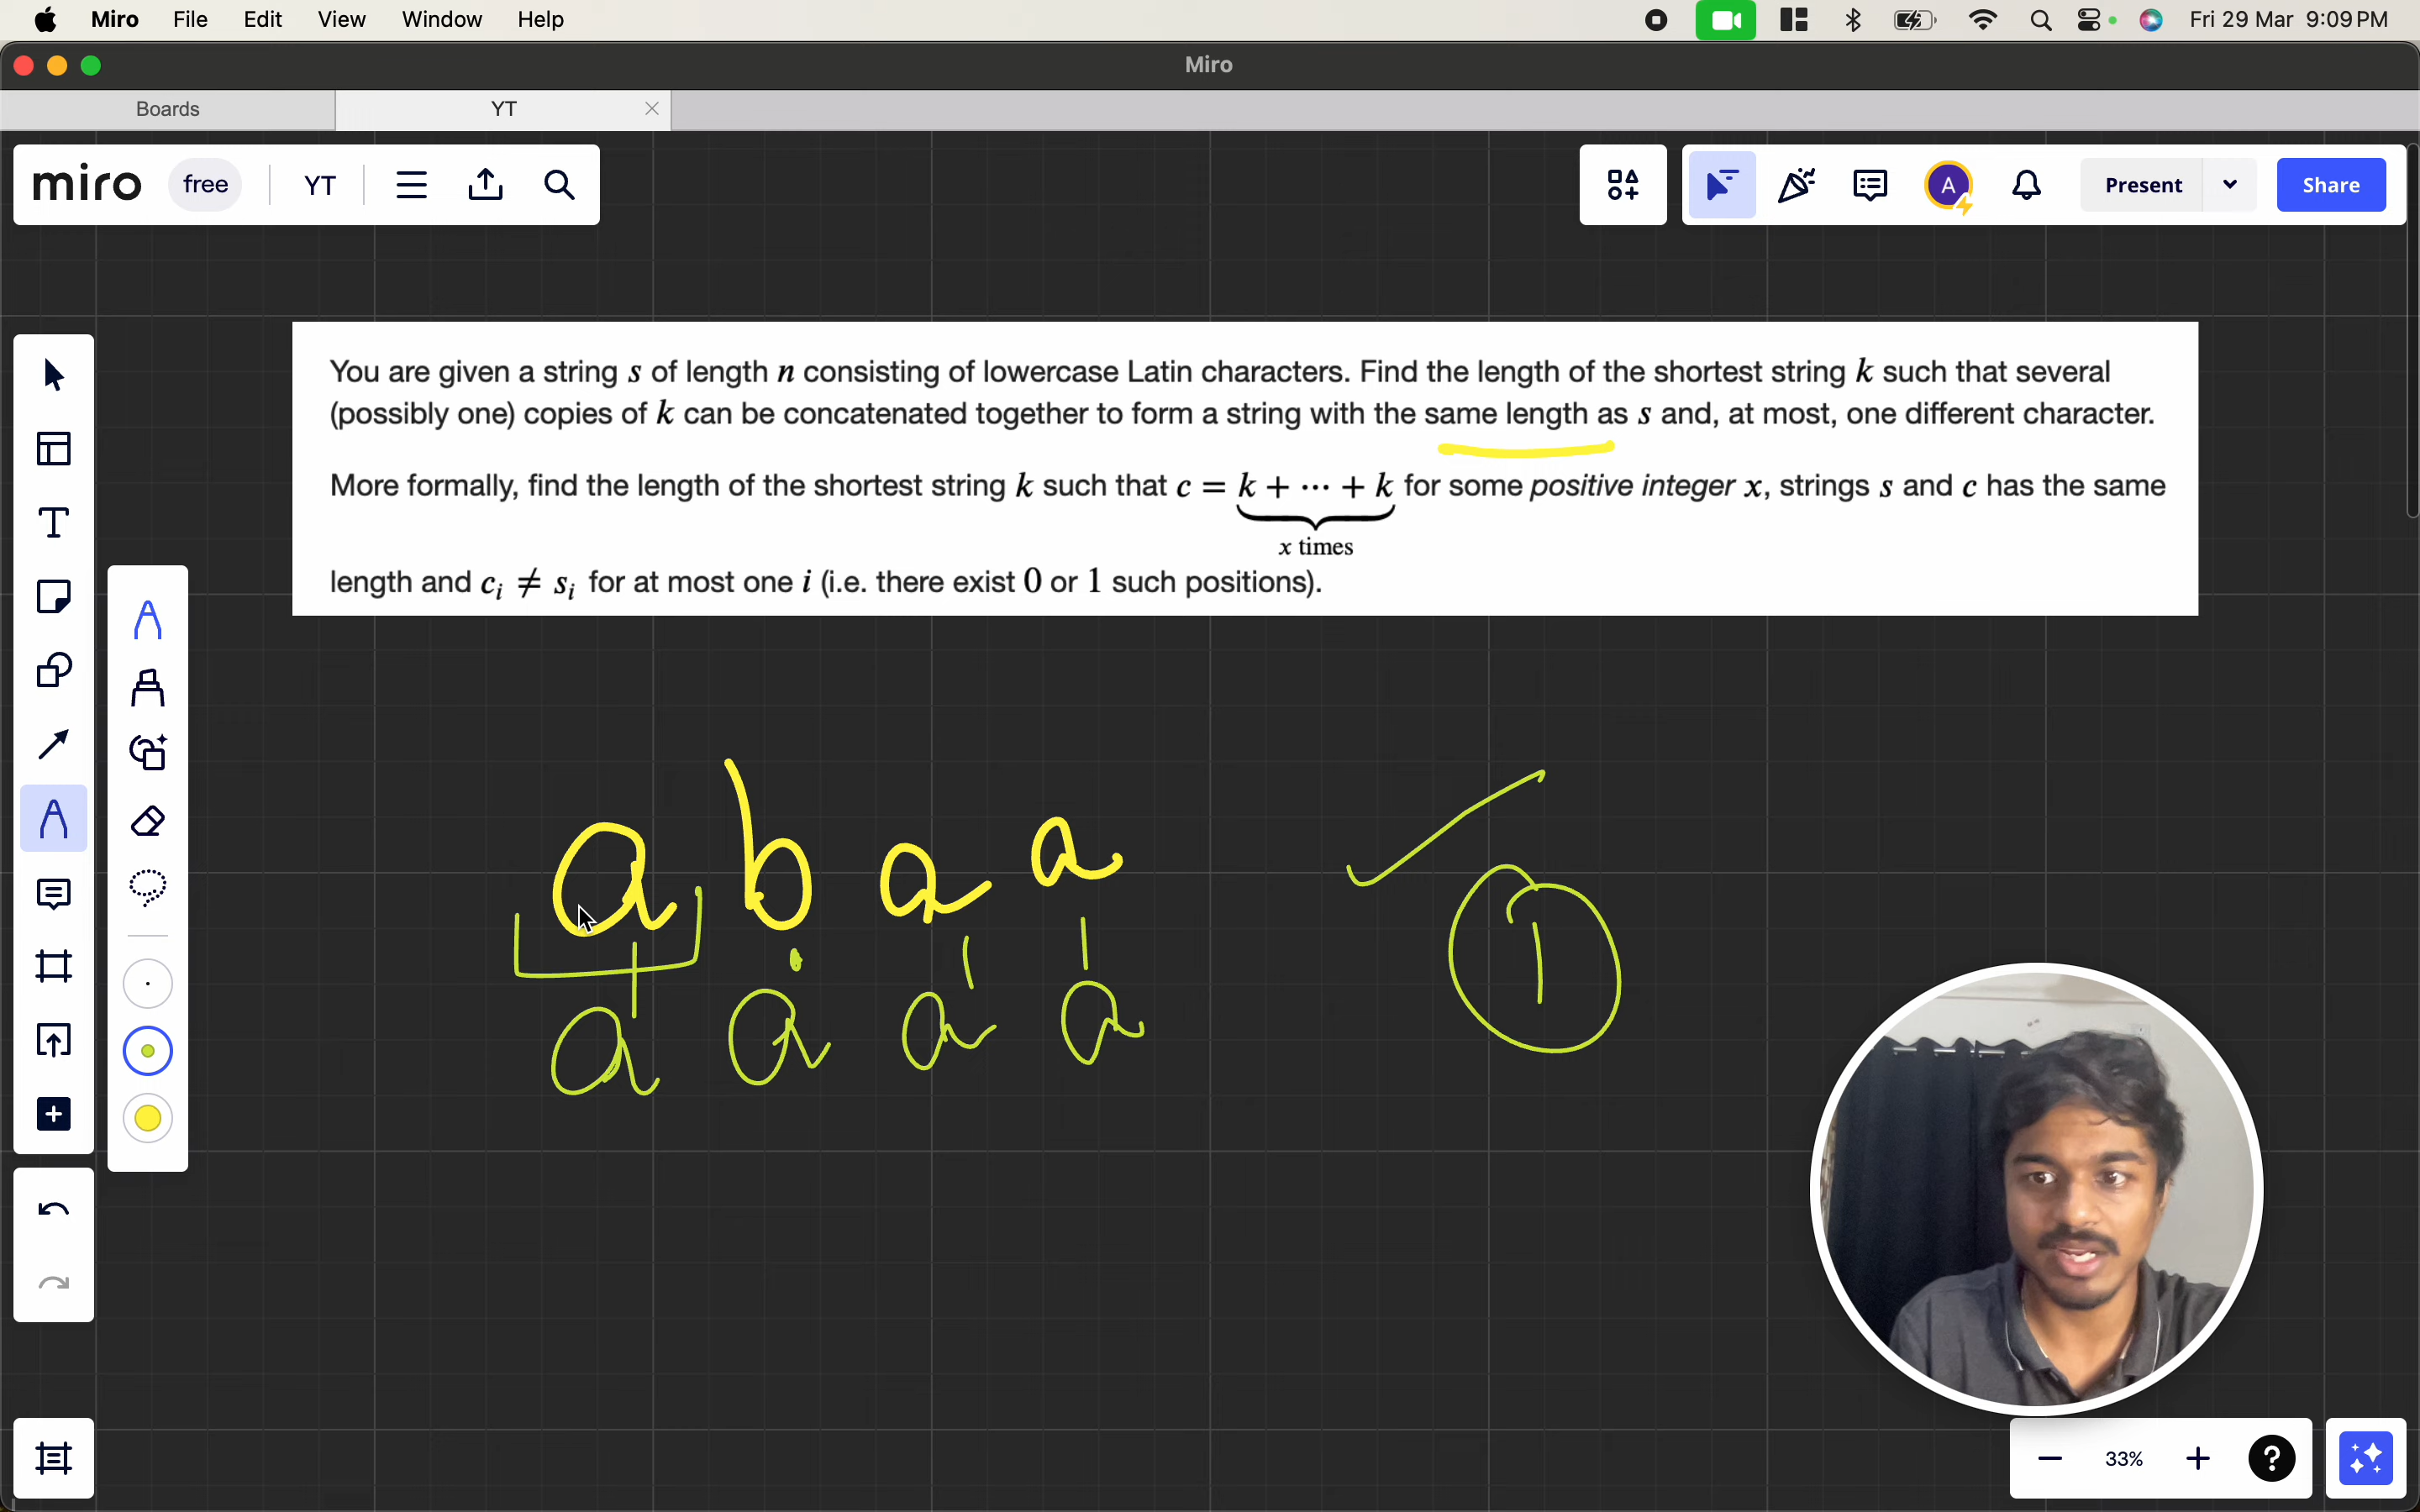 Miro File Edit View Window Help Fri 29 Mar 9:09 PM
Miro
Boards YT
miro free YT Present Share
A
You are given a string s of length n consisting of lowercase Latin characters. Find the length of the shortest string k such that several
(possibly one) copies of k can be concatenated together to form a string with the same length as s and, at most, one different character.
More formally, find the length of the shortest string k such that c = k + ⋯ + k for some positive integer x, strings s and c has the same
x times
length and cᵢ ≠ sᵢ for at most one i (i.e. there exist 0 or 1 such positions).
a b a a
1
a a a a
33%